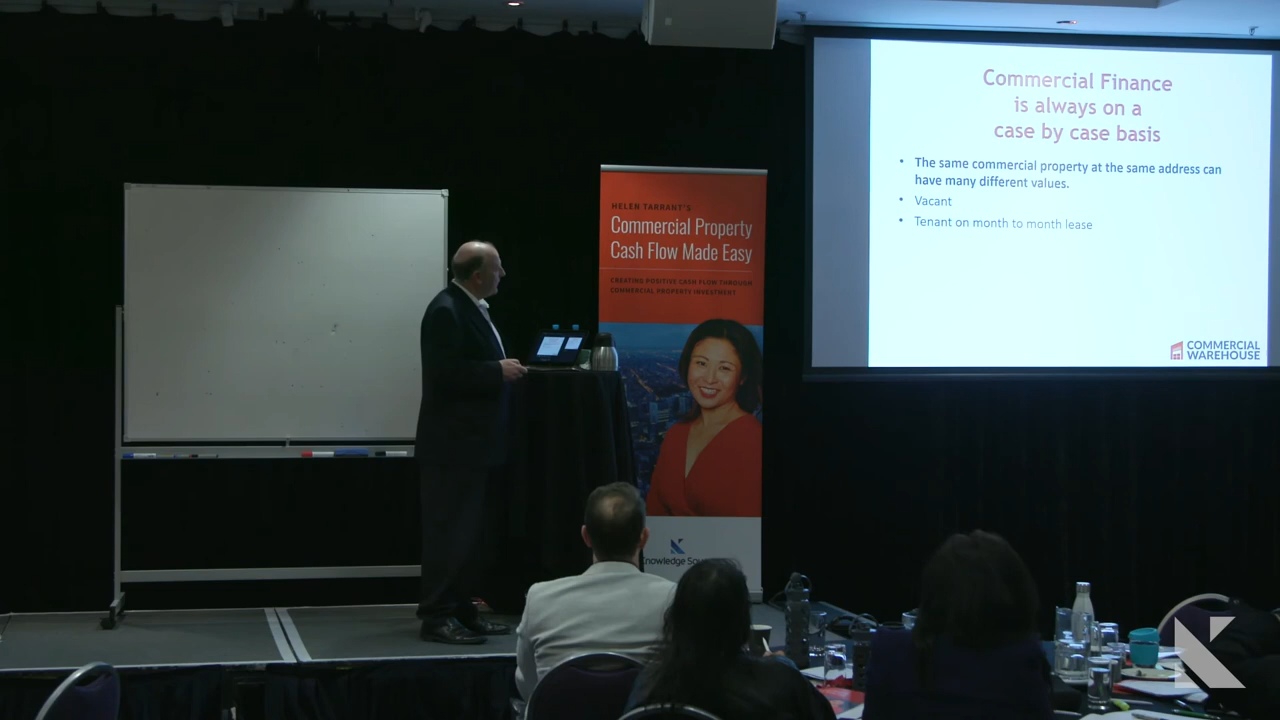 Commercial Finance
is always on a
case by case basis
• The same commercial property at the same address can
have many different values.
• Vacant
• Tenant on month to month lease
COMMERCIAL
WAREHOUSE
HELEN TARRANT'S
Commercial Property
Cash Flow Made Easy
CREATING POSITIVE CASH FLOW THROUGH
COMMERCIAL PROPERTY INVESTMENT
Knowledge